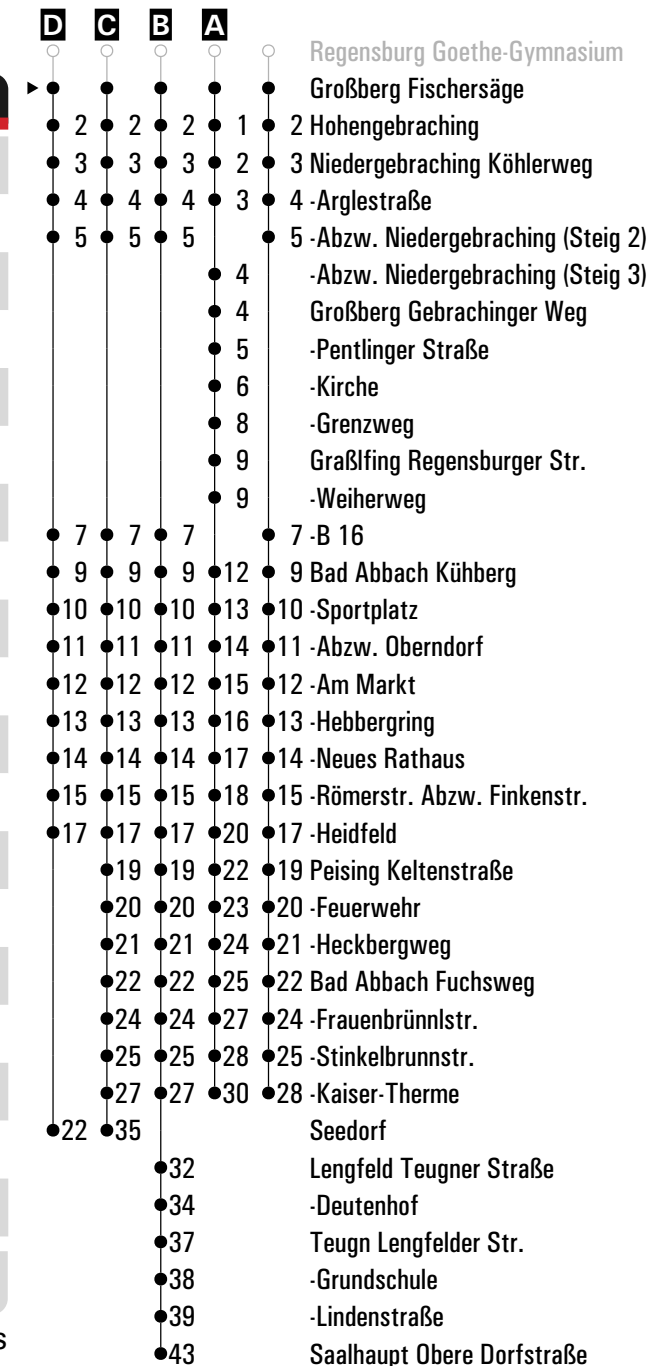 D C B A
Regensburg Goethe-Gymnasium
Großberg Fischersäge
2 2 2 1 2 Hohengebraching
3 3 3 2 3 Niedergebraching Köhlerweg
4 4 4 3 4 -Arglestraße
5 5 5 5 -Abzw. Niedergebraching (Steig 2)
4 -Abzw. Niedergebraching (Steig 3)
4 Großberg Gebrachinger Weg
5 -Pentlinger Straße
6 -Kirche
8 -Grenzweg
9 Graßlfing Regensburger Str.
9 -Weiherweg
7 7 7 7 -B 16
9 9 9 12 9 Bad Abbach Kühberg
10 10 10 13 10 -Sportplatz
11 11 11 14 11 -Abzw. Oberndorf
12 12 12 15 12 -Am Markt
13 13 13 16 13 -Hebbergring
14 14 14 17 14 -Neues Rathaus
15 15 15 18 15 -Römerstr. Abzw. Finkenstr.
17 17 17 20 17 -Heidfeld
19 19 22 19 Peising Keltenstraße
20 20 23 20 -Feuerwehr
21 21 24 21 -Heckbergweg
22 22 25 22 Bad Abbach Fuchsweg
24 24 27 24 -Frauenbrünnlstr.
25 25 28 25 -Stinkelbrunnstr.
27 27 30 28 -Kaiser-Therme
22 35 Seedorf
32 Lengfeld Teugner Straße
34 -Deutenhof
37 Teugn Lengfelder Str.
38 -Grundschule
39 -Lindenstraße
s
43 Saalhaupt Obere Dorfstraße